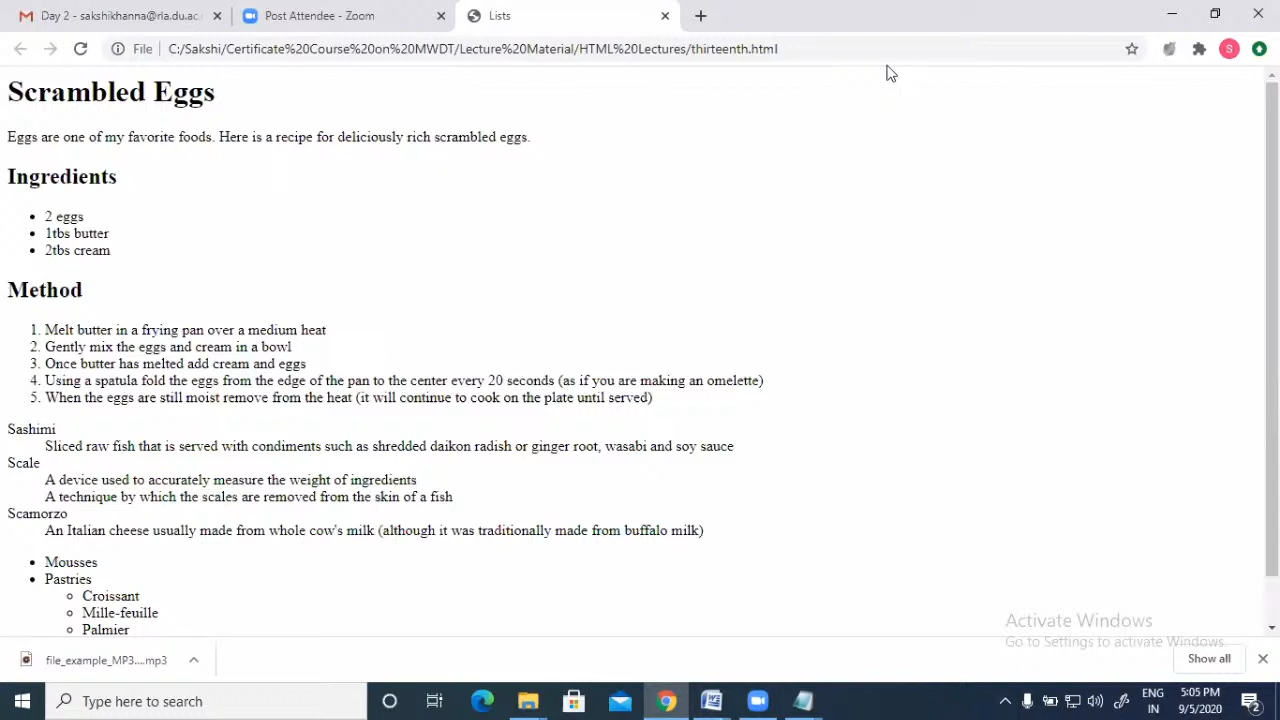 Day 2 - sakshikhanna@rla.du.ac.
Post Attendee - Zoom
Lists
File
C:/Sakshi/Certificate%20Course%20on%20MWDT/Lecture%20Material/HTML%20Lectures/thirteenth.html
S
Scrambled Eggs
Eggs are one of my favorite foods. Here is a recipe for deliciously rich scrambled eggs.
Ingredients
• 2 eggs
• 1tbs butter
• 2tbs cream
Method
1. Melt butter in a frying pan over a medium heat
2. Gently mix the eggs and cream in a bowl
3. Once butter has melted add cream and eggs
4. Using a spatula fold the eggs from the edge of the pan to the center every 20 seconds (as if you are making an omelette)
5. When the eggs are still moist remove from the heat (it will continue to cook on the plate until served)
Sashimi
Sliced raw fish that is served with condiments such as shredded daikon radish or ginger root, wasabi and soy sauce
Scale
A device used to accurately measure the weight of ingredients
A technique by which the scales are removed from the skin of a fish
Scamorzo
An Italian cheese usually made from whole cow's milk (although it was traditionally made from buffalo milk)
• Mousses
• Pastries
Croissant
Mille-feuille
Palmier
Activate Windows
Go to Settings to activate Windows.
file_example_MP3....mp3
Show all
Type here to search
ENG
IN
5:05 PM
9/5/2020
2